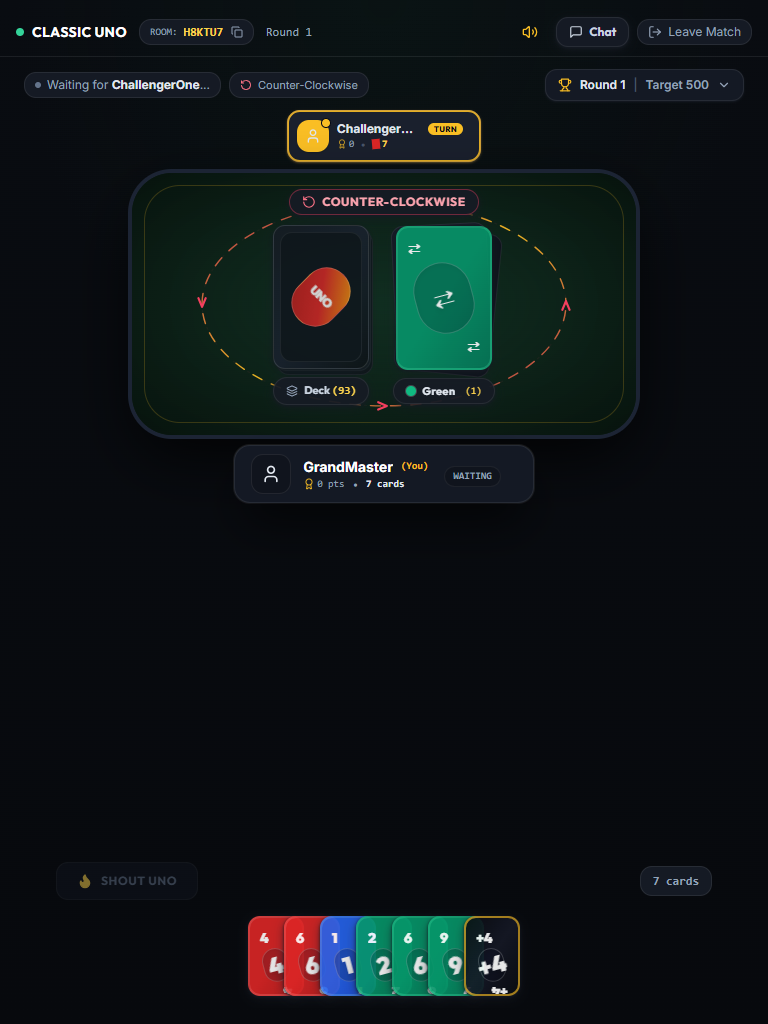 CLASSIC UNO
ROOM: H8KTU7
Round 1
Chat
Leave Match
Waiting for ChallengerOne...
Counter-Clockwise
Round 1 | Target 500
Challenger...
TURN
0 • 7
COUNTER-CLOCKWISE
UNO
Deck (93)
Green (1)
GrandMaster (You)
0 pts • 7 cards
WAITING
SHOUT UNO
7 cards
4 6 1 2 6 9 +4
4 6 1 2 6 9 +4
+4